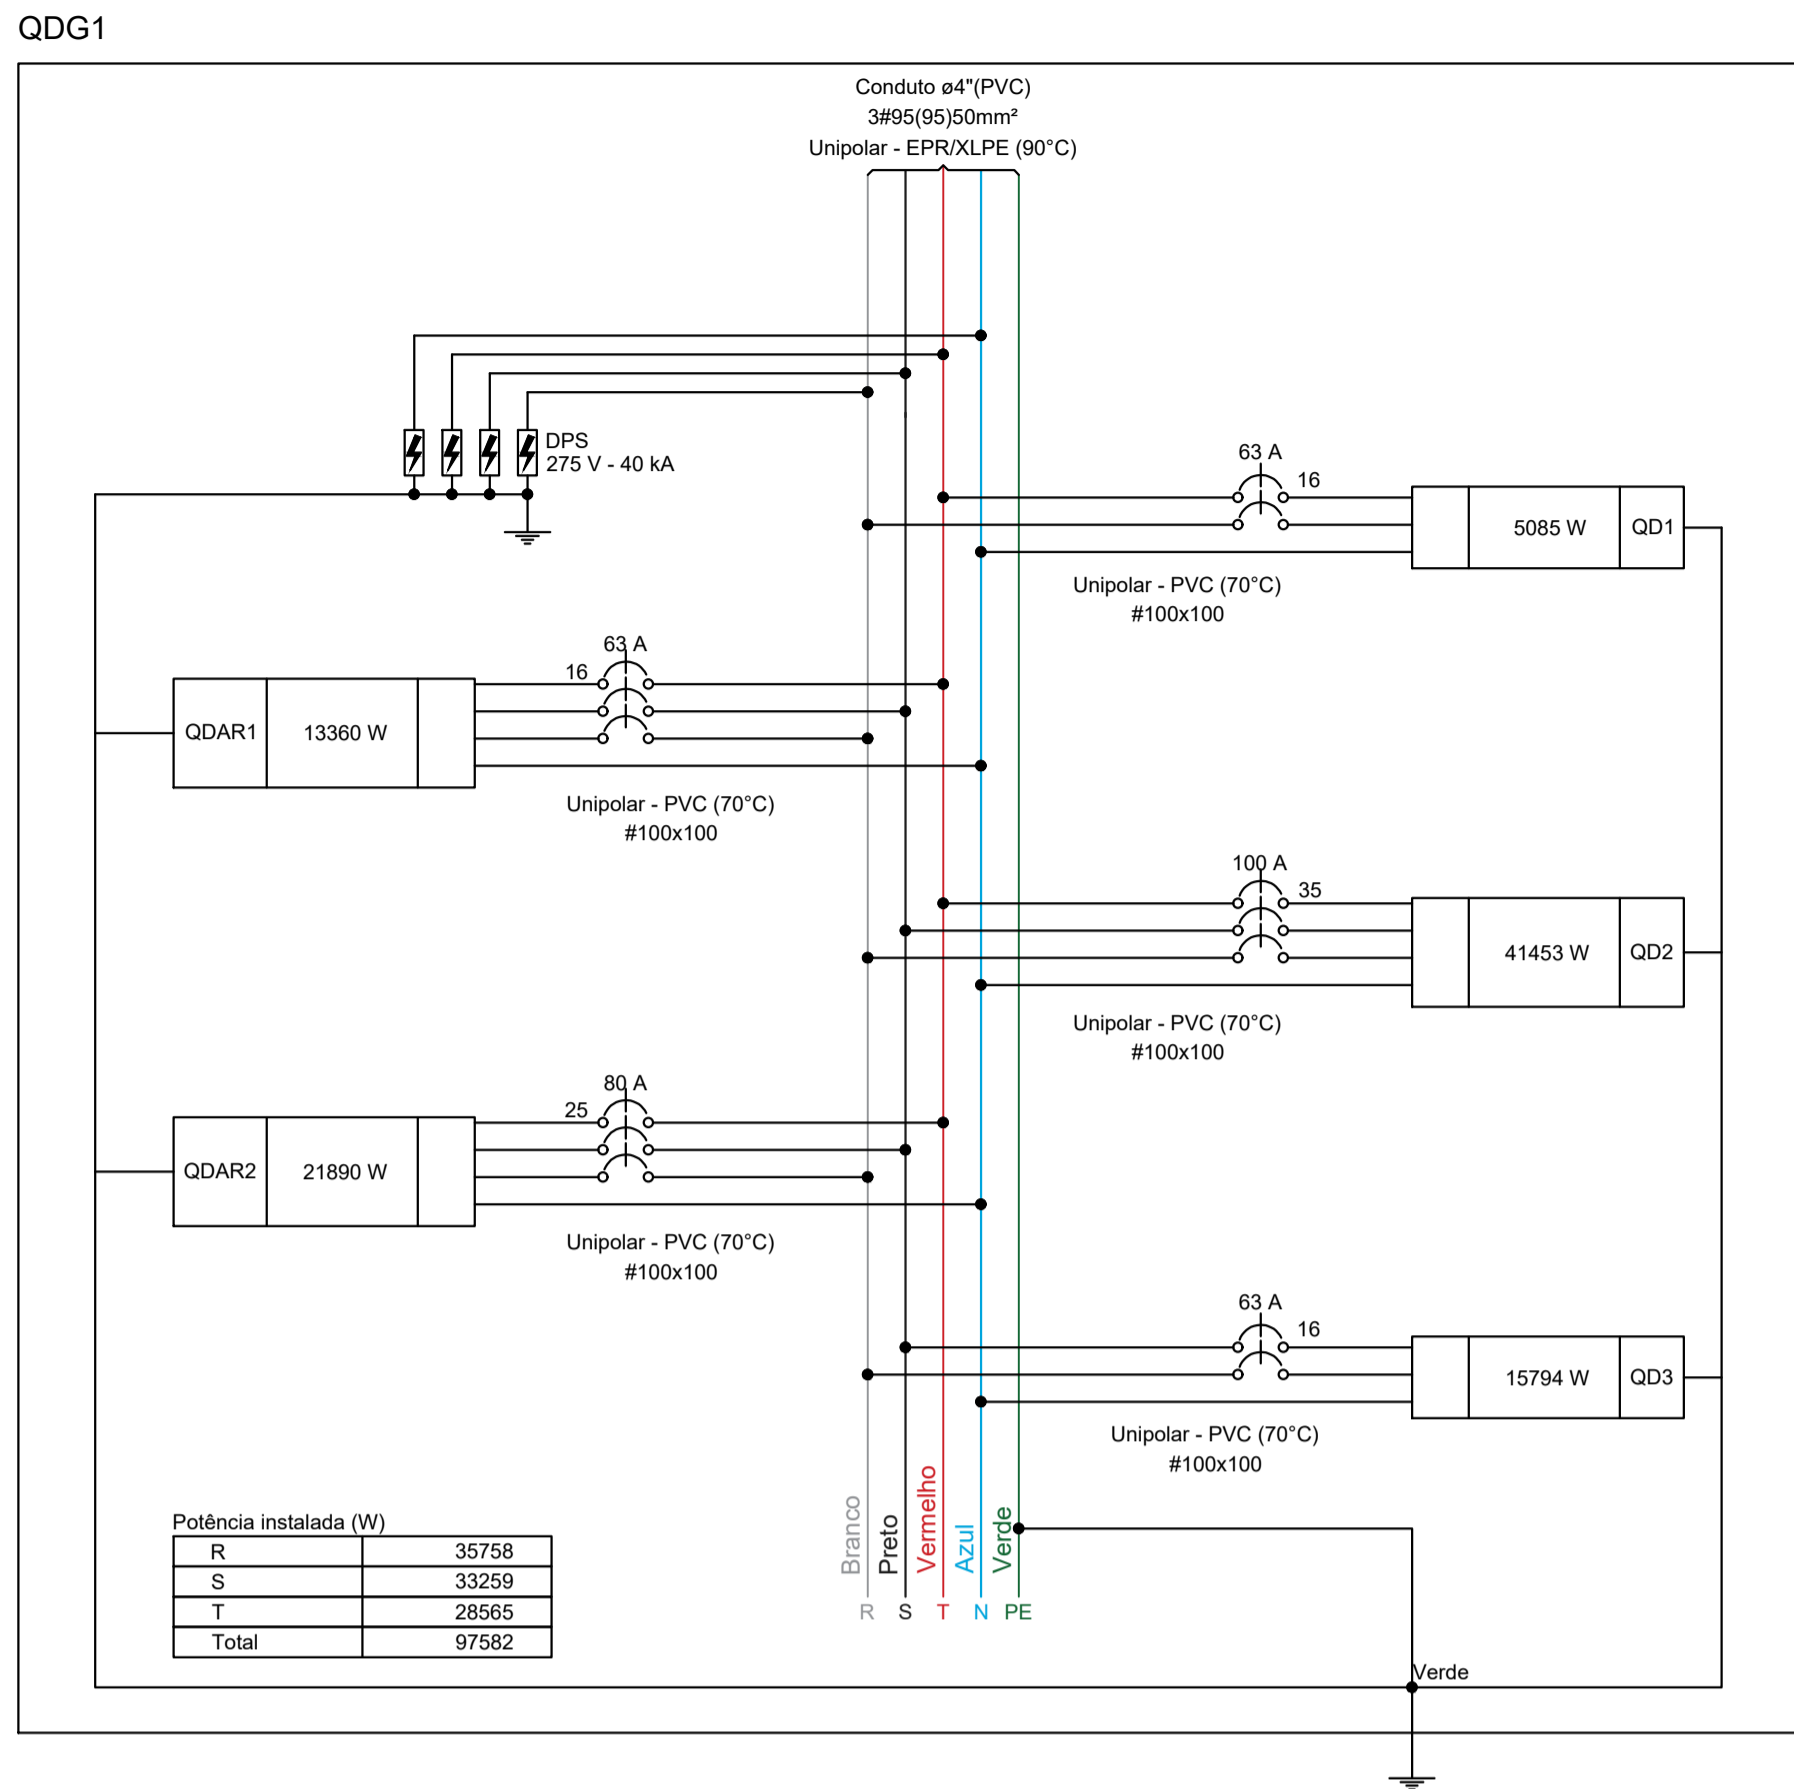 QDG1
Conduto ø4"(PVC)
3#95(95)50mm²
Unipolar - EPR/XLPE (90°C)
DPS
275 V - 40 kA
63 A
16
5085 W
QD1
Unipolar - PVC (70°C)
#100x100
63 A
16
QDAR1
13360 W
Unipolar - PVC (70°C)
#100x100
100 A
35
41453 W
QD2
Unipolar - PVC (70°C)
#100x100
80 A
25
QDAR2
21890 W
Unipolar - PVC (70°C)
#100x100
63 A
16
15794 W
QD3
Unipolar - PVC (70°C)
#100x100
Potência instalada (W)
R 35758
S 33259
T 28565
Total 97582
Branco
Preto
Vermelho
Azul
Verde
R S T N PE
Verde